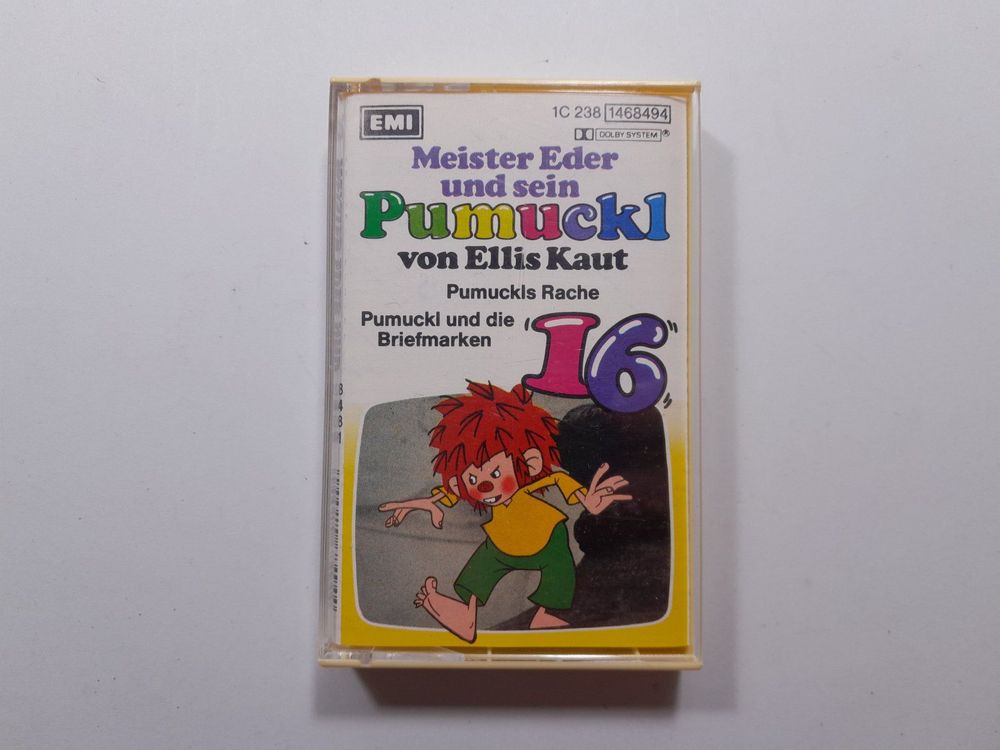 EMI
1C 238 1468494
DOLBY SYSTEM®
Meister Eder
und sein
Pumuckl
von Ellis Kaut
Pumuckls Rache
Pumuckl und die
Briefmarken
16